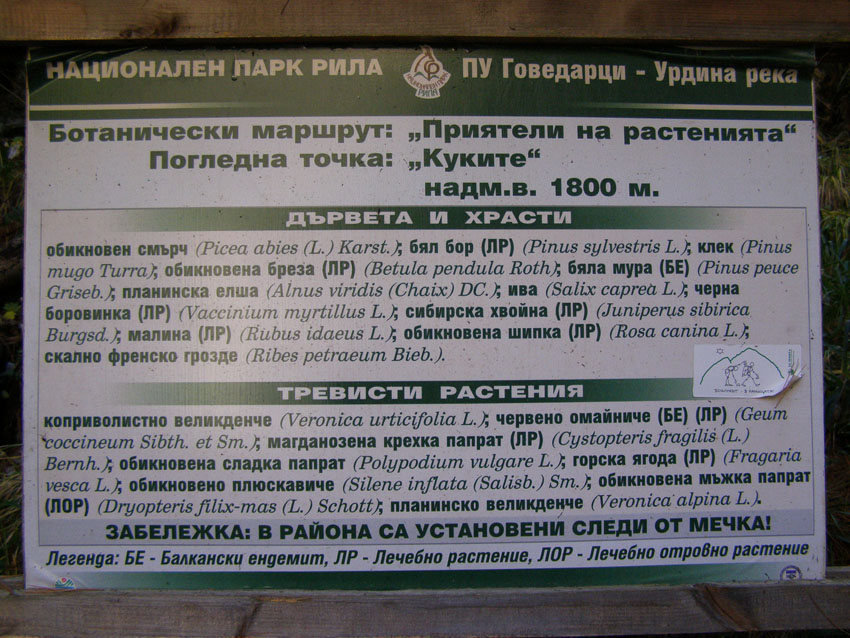 НАЦИОНАЛЕН ПАРК РИЛА ПУ Говедарци - Урдина река
Ботанически маршрут: „Приятели на растенията“
Погледна точка: „Куките“
надм.в. 1800 м.
ДЪРВЕТА И ХРАСТИ
обикновен смърч (Picea abies (L.) Karst.); бял бор (ЛР) (Pinus sylvestris L.); клек (Pinus
mugo Turra); обикновена бреза (ЛР) (Betula pendula Roth); бяла мура (БЕ) (Pinus peuce
Griseb.); планинска елша (Alnus viridis (Chaix) DC.); ива (Salix caprea L.); черна
боровинка (ЛР) (Vaccinium myrtillus L.); сибирска хвойна (ЛР) (Juniperus sibirica
Burgsd.); малина (ЛР) (Rubus idaeus L.); обикновена шипка (ЛР) (Rosa canina L.);
скално френско грозде (Ribes petraeum Bieb.).
ТРЕВИСТИ РАСТЕНИЯ
коприволистно великденче (Veronica urticifolia L.); червено омайниче (БЕ) (ЛР) (Geum
coccineum Sibth. et Sm.); магданозена крехка папрат (ЛР) (Cystopteris fragilis (L.)
Bernh.); обикновена сладка папрат (Polypodium vulgare L.); горска ягода (ЛР) (Fragaria
vesca L.); обикновено плюскавиче (Silene inflata (Salisb.) Sm.); обикновена мъжка папрат
(ЛОР) (Dryopteris filix-mas (L.) Schott); планинско великденче (Veronica alpina L.).
ЗАБЕЛЕЖКА: В РАЙОНА СА УСТАНОВЕНИ СЛЕДИ ОТ МЕЧКА!
Легенда: БЕ - Балкански ендемит, ЛР - Лечебно растение, ЛОР - Лечебно отровно растение